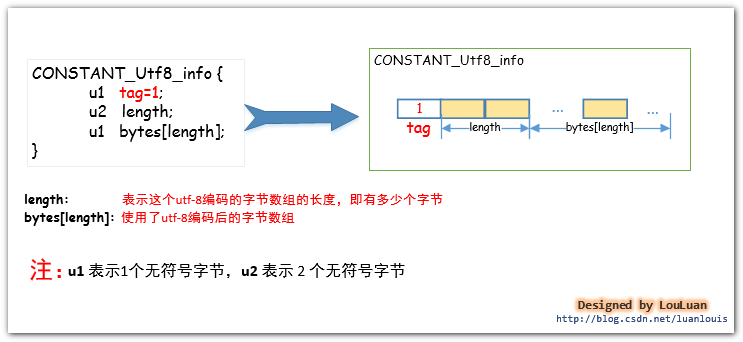 CONSTANT_Utf8_info {
u1 tag=1;
u2 length;
u1 bytes[length];
}
CONSTANT_Utf8_info
1 ... ...
tag length bytes[length]
length: 表示这个utf-8编码的字节数组的长度，即有多少个字节
bytes[length]: 使用了utf-8编码后的字节数组
注: u1 表示1个无符号字节，u2 表示 2 个无符号字节
Designed by LouLuan
http://blog.csdn.net/luanlouis